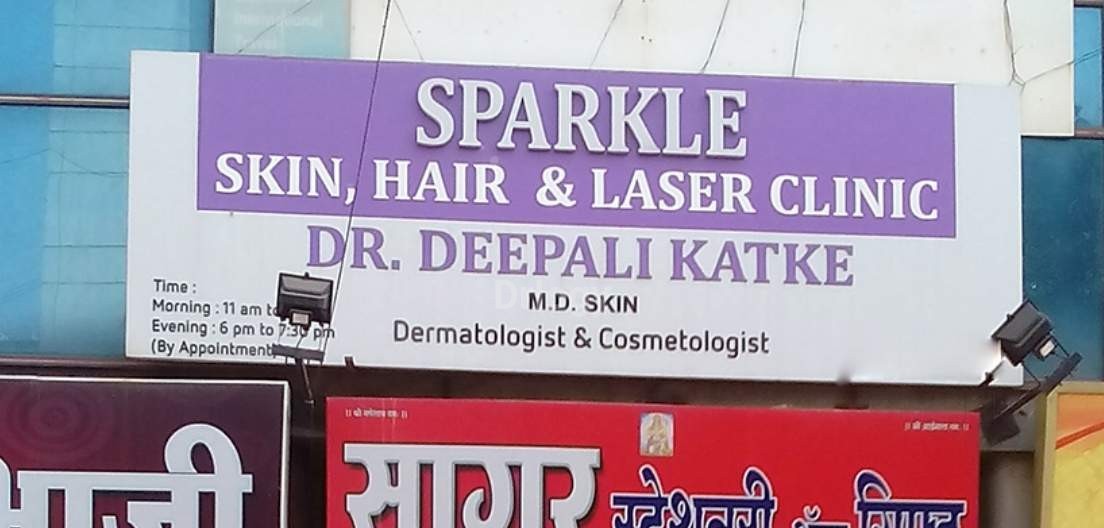 SPARKLE
SKIN, HAIR & LASER CLINIC
DR. DEEPALI KATKE
M.D. SKIN
Dermatologist & Cosmetologist
Time :
Morning : 11 am to
Evening : 6 pm to 7:30 pm
(By Appointment
सागर